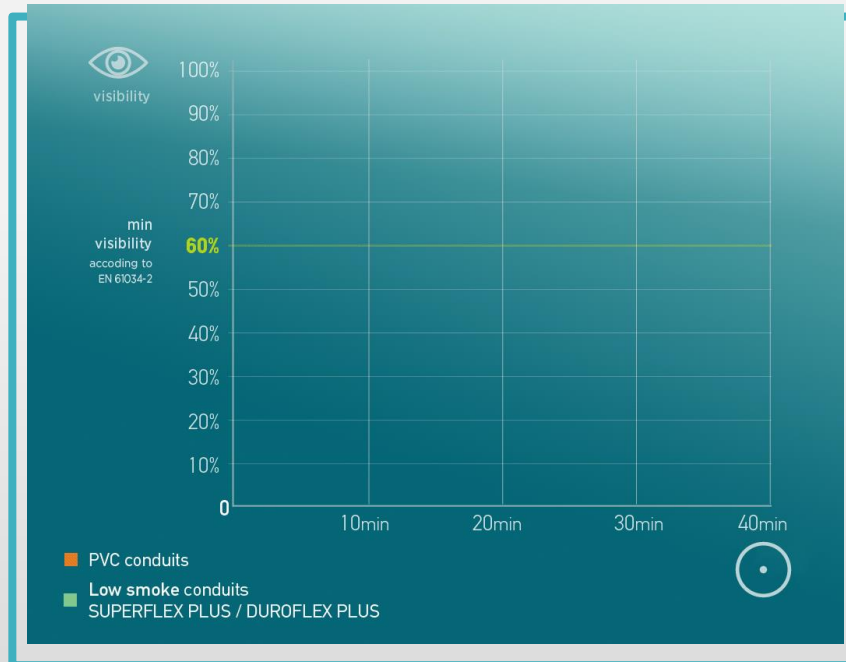 visibility
100%
90%
80%
70%
min
visibility
accoding to
EN 61034-2
60%
50%
40%
30%
20%
10%
0
10min
20min
30min
40min
PVC conduits
Low smoke conduits
SUPERFLEX PLUS / DUROFLEX PLUS